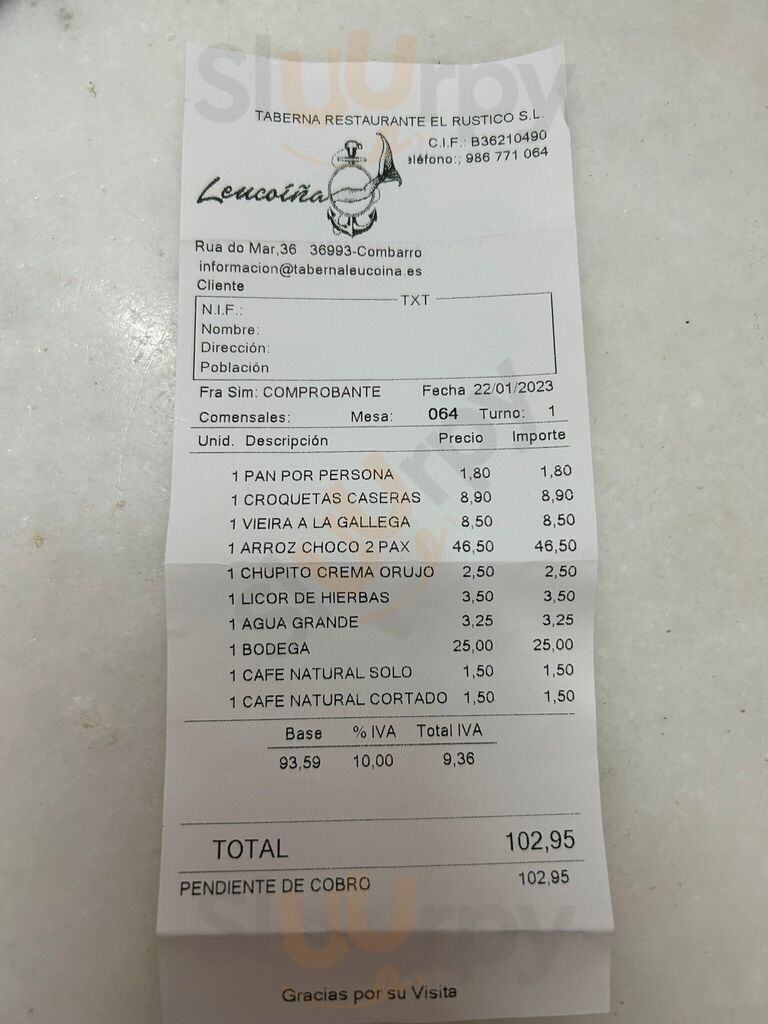 TABERNA RESTAURANTE EL RUSTICO S.L.
C.I.F.: B36210490
eléfono:; 986 771 064
Leucoíña
Rua do Mar,36 36993-Combarro
informacion@tabernaleucoina.es
Cliente
TXT
N.I.F.:
Nombre:
Dirección:
Población
Fra Sim: COMPROBANTE Fecha 22/01/2023
Comensales: Mesa: 064 Turno: 1
Unid. Descripción Precio Importe
1 PAN POR PERSONA 1,80 1,80
1 CROQUETAS CASERAS 8,90 8,90
1 VIEIRA A LA GALLEGA 8,50 8,50
1 ARROZ CHOCO 2 PAX 46,50 46,50
1 CHUPITO CREMA ORUJO 2,50 2,50
1 LICOR DE HIERBAS 3,50 3,50
1 AGUA GRANDE 3,25 3,25
1 BODEGA 25,00 25,00
1 CAFE NATURAL SOLO 1,50 1,50
1 CAFE NATURAL CORTADO 1,50 1,50
Base % IVA Total IVA
93,59 10,00 9,36
TOTAL 102,95
PENDIENTE DE COBRO 102,95
Gracias por su Visita
Sluurpy
Sluurpy
Sluurpy